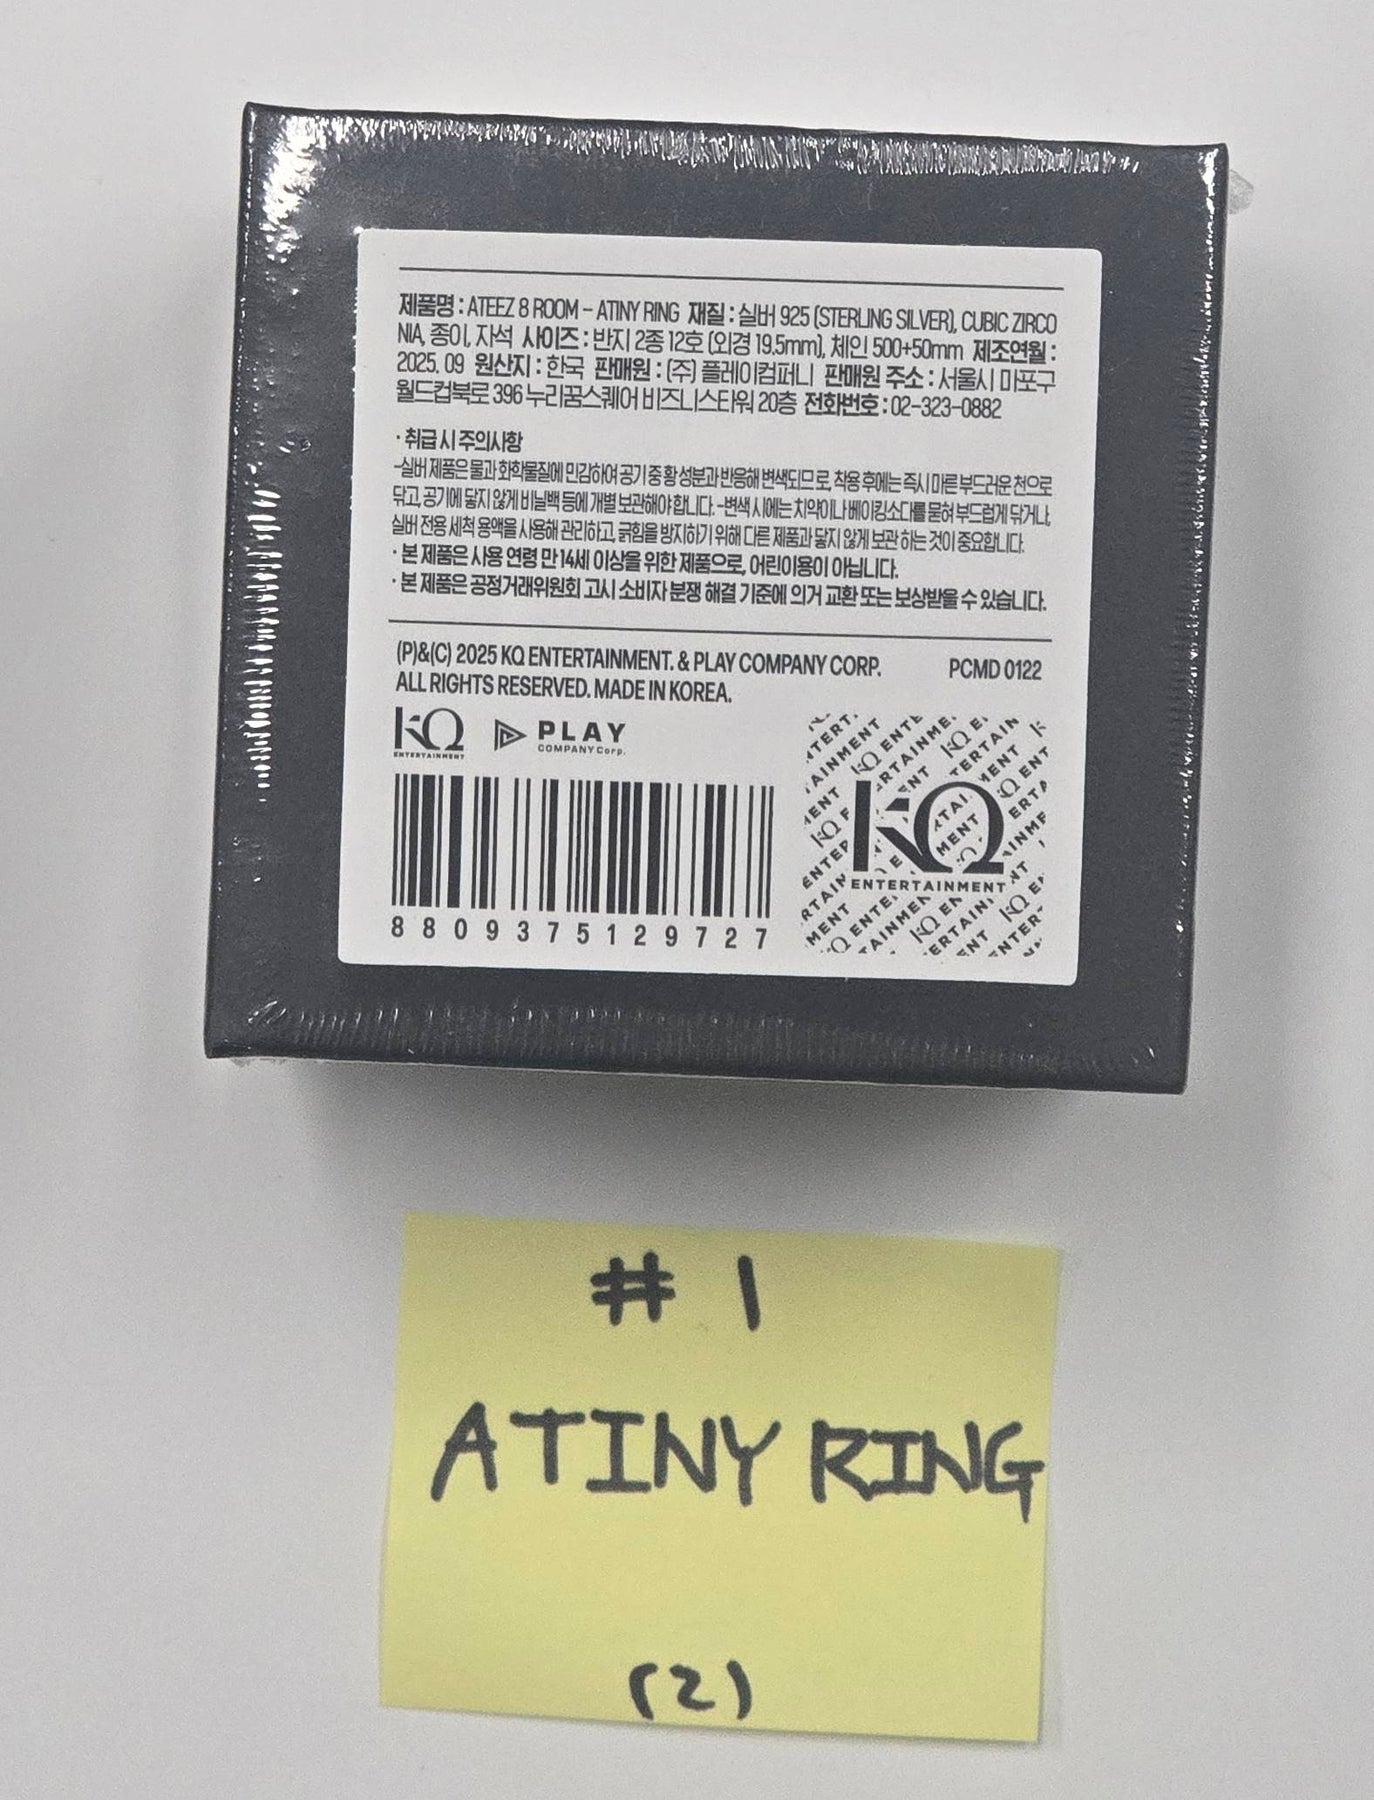 제품명 : ATEEZ 8 ROOM – ATINY RING 재질 : 실버 925 (STERLING SILVER), CUBIC ZIRCO
NIA, 종이, 자석 사이즈 : 반지 2종 12호 (외경 19.5mm), 체인 500+50mm 제조연월 :
2025. 09 원산지 : 한국 판매원 : (주) 플레이컴퍼니 판매원 주소 : 서울시 마포구
월드컵북로 396 누리꿈스퀘어 비즈니스타워 20층 전화번호 : 02-323-0882
· 취급 시 주의사항
-실버 제품은 물과 화학물질에 민감하여 공기 중 황 성분과 반응해 변색되므로, 착용 후에는 즉시 마른 부드러운 천으로
닦고, 공기에 닿지 않게 비닐백 등에 개별 보관해야 합니다. -변색 시에는 치약이나 베이킹소다를 묻혀 부드럽게 닦거나,
실버 전용 세척 용액을 사용해 관리하고, 긁힘을 방지하기 위해 다른 제품과 닿지 않게 보관 하는 것이 중요합니다.
· 본 제품은 사용 연령 만 14세 이상을 위한 제품으로, 어린이용이 아닙니다.
· 본 제품은 공정거래위원회 고시 소비자 분쟁 해결 기준에 의거 교환 또는 보상받을 수 있습니다.
(P)&(C) 2025 KQ ENTERTAINMENT. & PLAY COMPANY CORP. PCMD 0122
ALL RIGHTS RESERVED. MADE IN KOREA.
KQ ENTERTAINMENT PLAY COMPANY Corp.
8809375129727
KQ
ENTERTAINMENT
# 1
ATINY RING
(2)